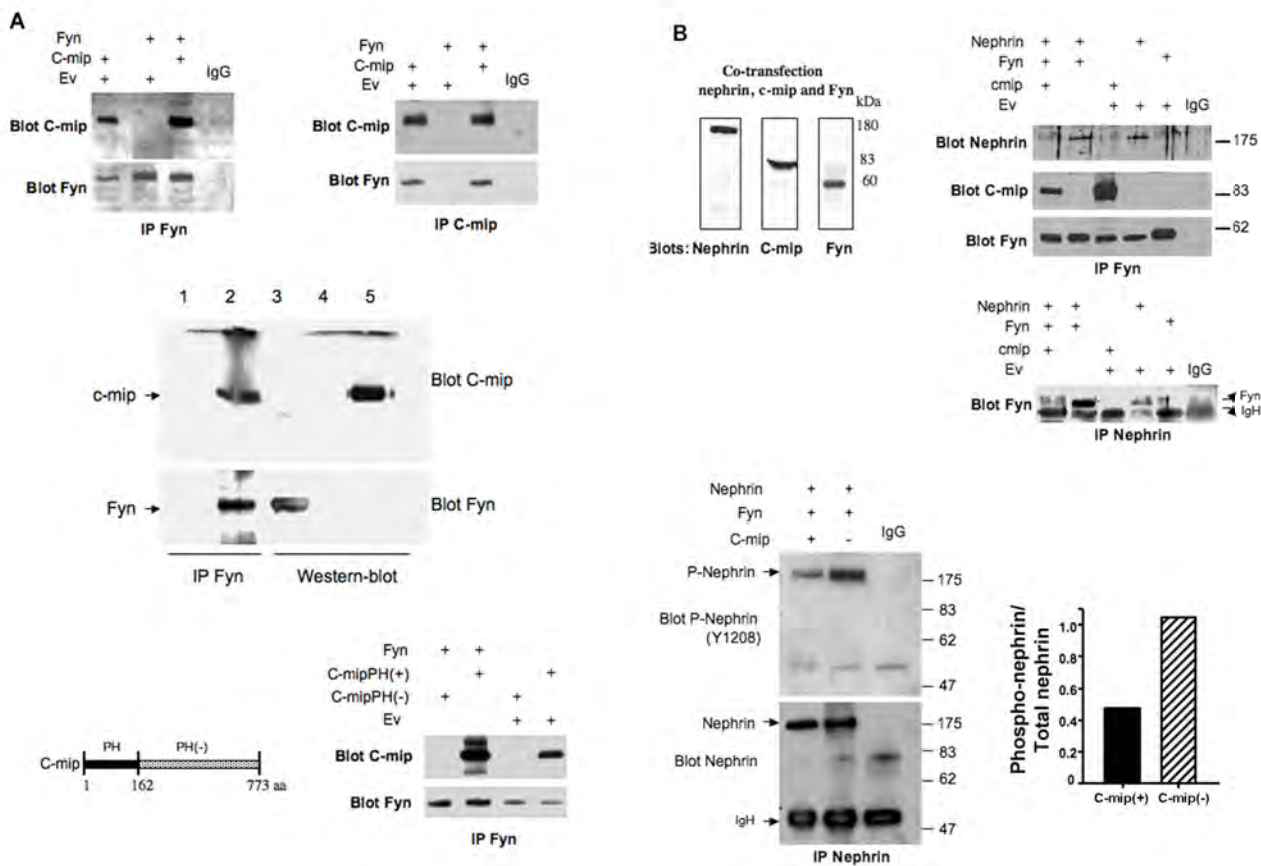 A
Fyn + +
C-mip + +
Ev + + IgG
Blot C-mip
Blot Fyn
IP Fyn
Fyn + +
C-mip + +
Ev + + IgG
Blot C-mip
Blot Fyn
IP C-mip
1 2 3 4 5
c-mip
Blot C-mip
Fyn
Blot Fyn
IP Fyn Western-blot
C-mip
PH PH(-)
1 162 773 aa
Fyn + +
C-mipPH(+) + +
C-mipPH(-) + +
Ev + +
Blot C-mip
Blot Fyn
IP Fyn
B
Co-transfection
nephrin, c-mip and Fyn
kDa
180
83
60
Blots: Nephrin C-mip Fyn
Nephrin + + +
Fyn + + +
cmip + +
Ev + + + IgG
Blot Nephrin 175
Blot C-mip 83
62
Blot Fyn
IP Fyn
Nephrin + + +
Fyn + + +
cmip + +
Ev + + + IgG
Blot Fyn
Fyn
IgH
IP Nephrin
Nephrin + +
Fyn + +
C-mip + - IgG
P-Nephrin
175
83
Blot P-Nephrin
(Y1208)
62
47
Nephrin
175
83
Blot Nephrin
62
IgH
47
IP Nephrin
Phospho-nephrin/
Total nephrin
1.0
0.8
0.6
0.4
0.2
0
C-mip(+) C-mip(-)